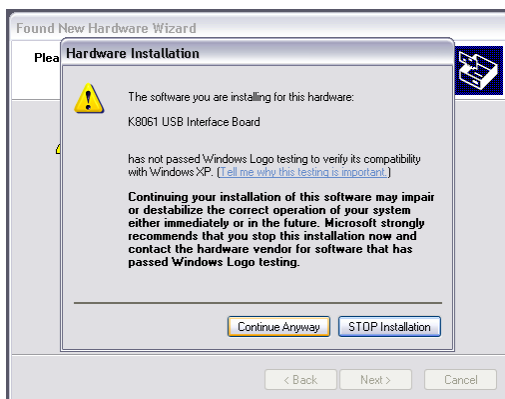 Found New Hardware Wizard
Plea
Hardware Installation
The software you are installing for this hardware:
K8061 USB Interface Board
has not passed Windows Logo testing to verify its compatibility
with Windows XP. (Tell me why this testing is important.)
Continuing your installation of this software may impair
or destabilize the correct operation of your system
either immediately or in the future. Microsoft strongly
recommends that you stop this installation now and
contact the hardware vendor for software that has
passed Windows Logo testing.
Continue Anyway STOP Installation
< Back Next > Cancel